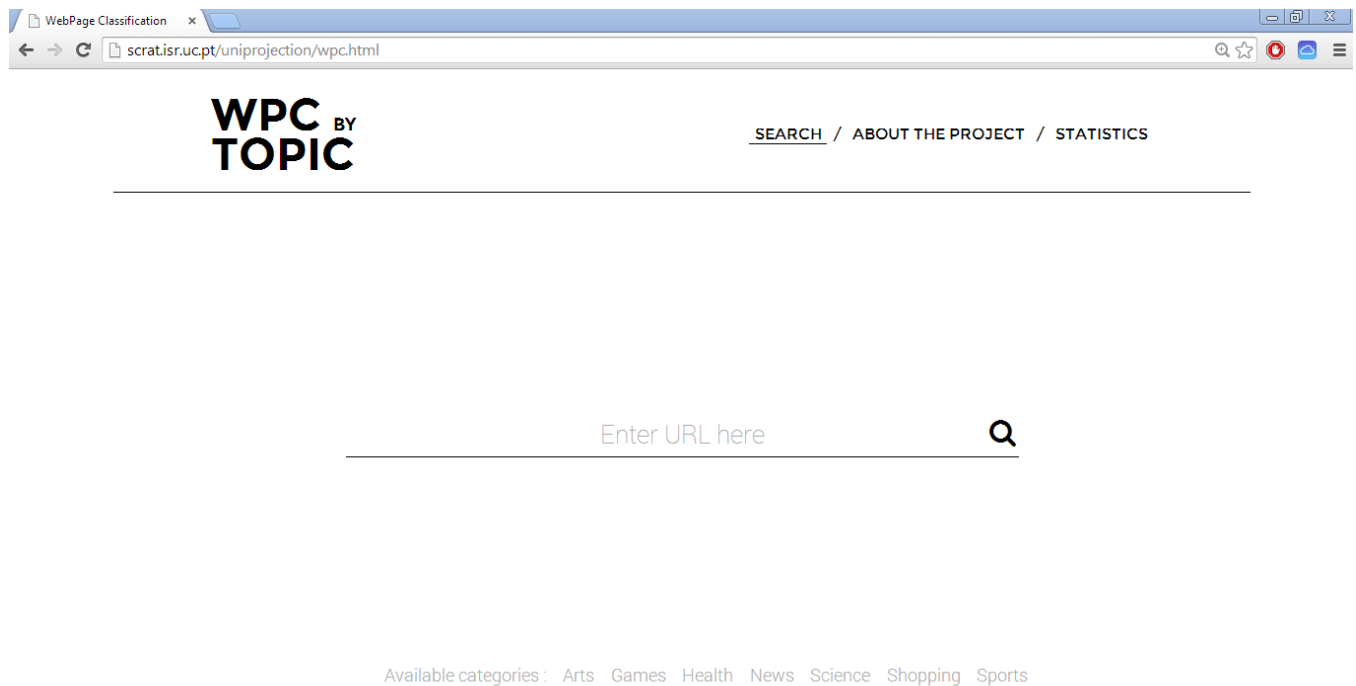 WebPage Classification
scrat.isr.uc.pt/uniprojection/wpc.html
WPC BY
TOPIC
SEARCH / ABOUT THE PROJECT / STATISTICS
Enter URL here
Available categories : Arts Games Health News Science Shopping Sports